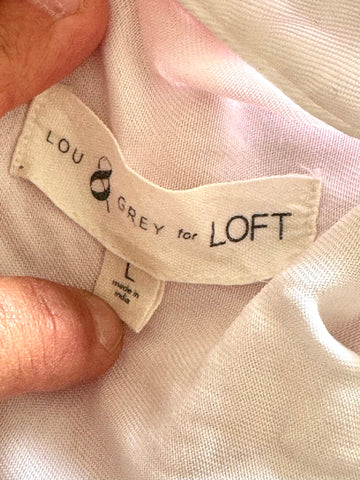 LOU & GREY for LOFT
L
made in
india